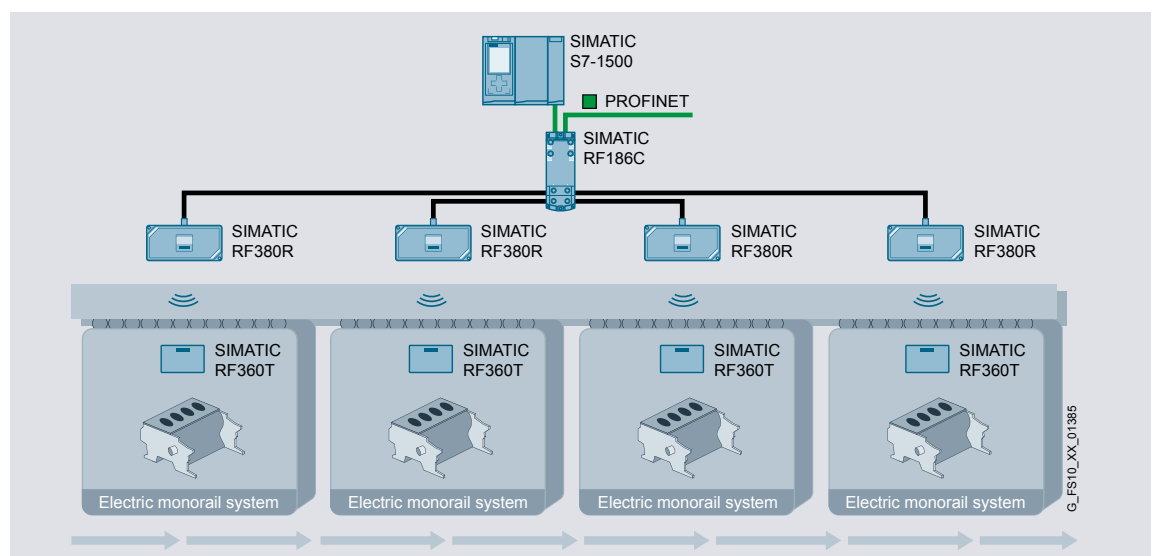 SIMATIC
S7-1500
PROFINET
SIMATIC
RF186C
SIMATIC
RF380R
SIMATIC
RF380R
SIMATIC
RF380R
SIMATIC
RF380R
SIMATIC
RF360T
SIMATIC
RF360T
SIMATIC
RF360T
SIMATIC
RF360T
Electric monorail system
Electric monorail system
Electric monorail system
Electric monorail system
G_FS10_XX_01385